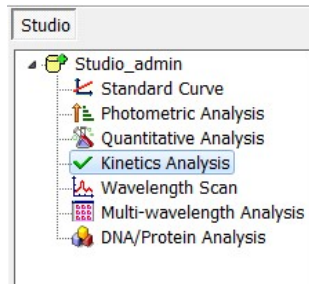 Studio
Studio_admin
Standard Curve
Photometric Analysis
Quantitative Analysis
Kinetics Analysis
Wavelength Scan
Multi-wavelength Analysis
DNA/Protein Analysis